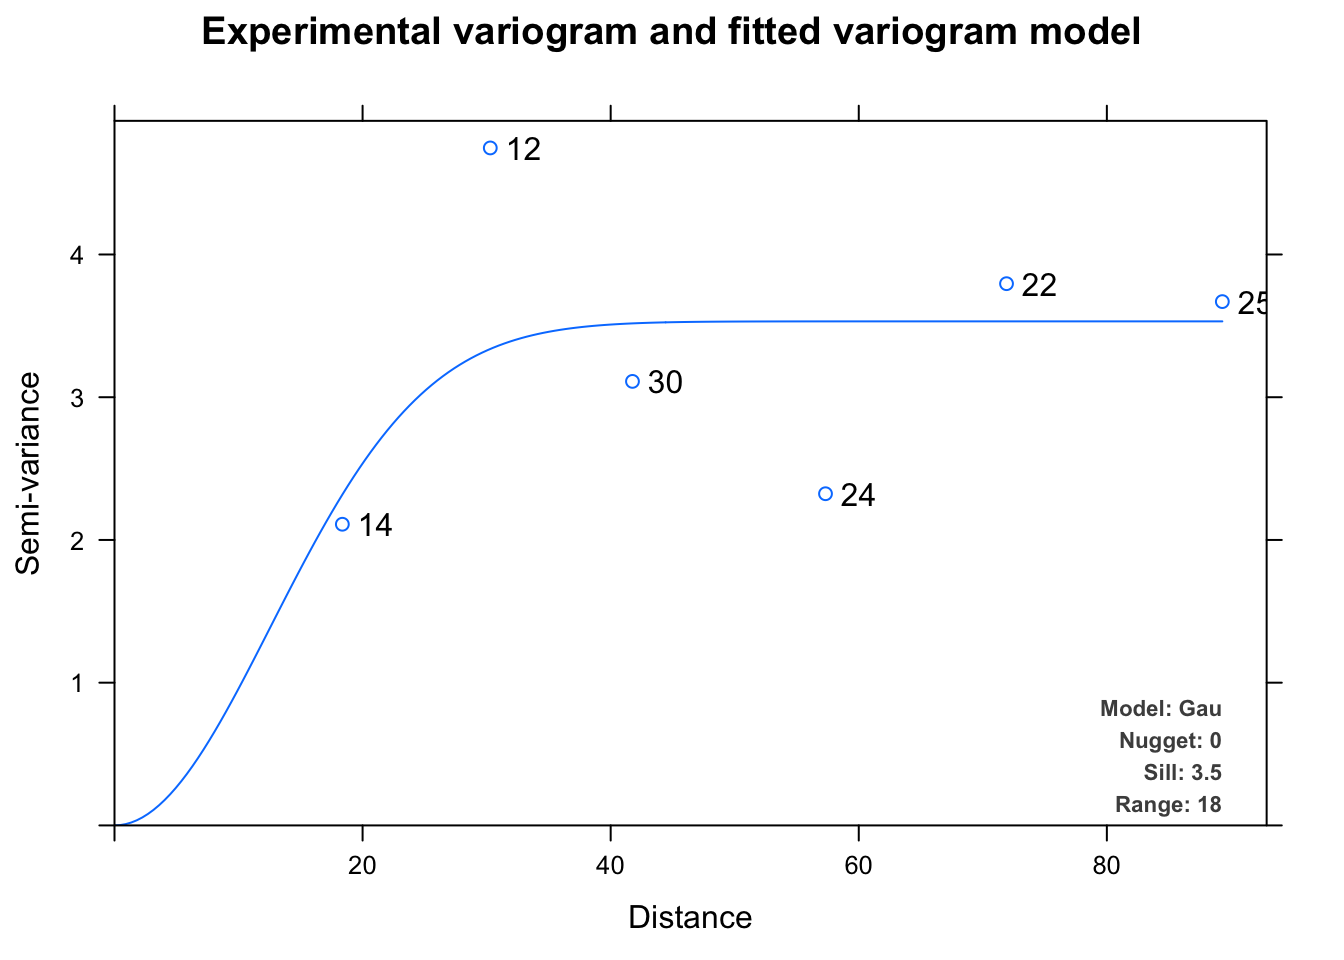 Experimental variogram and fitted variogram model
12
4
22
25
3
30
24
14
2
1
Semi-variance
Model: Gau
Nugget: 0
Sill: 3.5
Range: 18
20 40 60 80
Distance